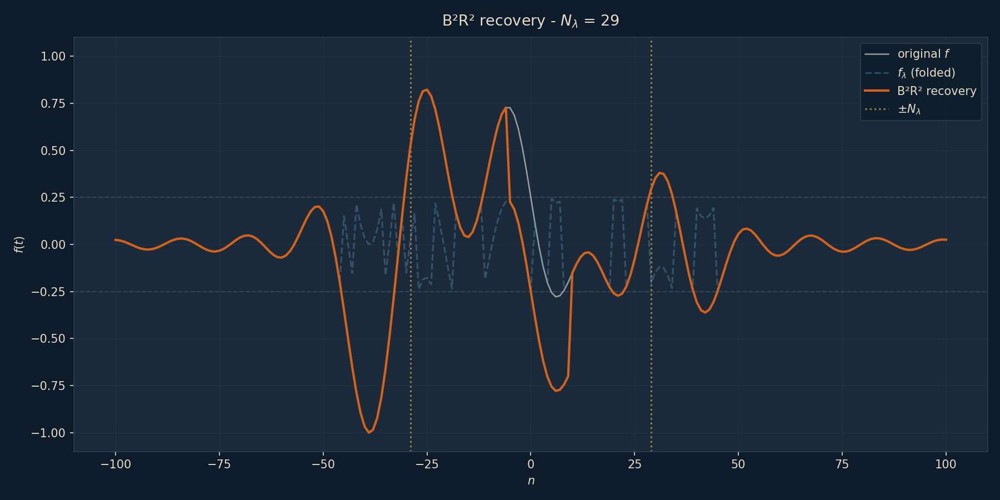 B²R² recovery - N_λ = 29
original f
f_λ (folded)
B²R² recovery
±N_λ
f(t)
1.00
0.75
0.50
0.25
0.00
−0.25
−0.50
−0.75
−1.00
−100
−75
−50
−25
0
25
50
75
100
n